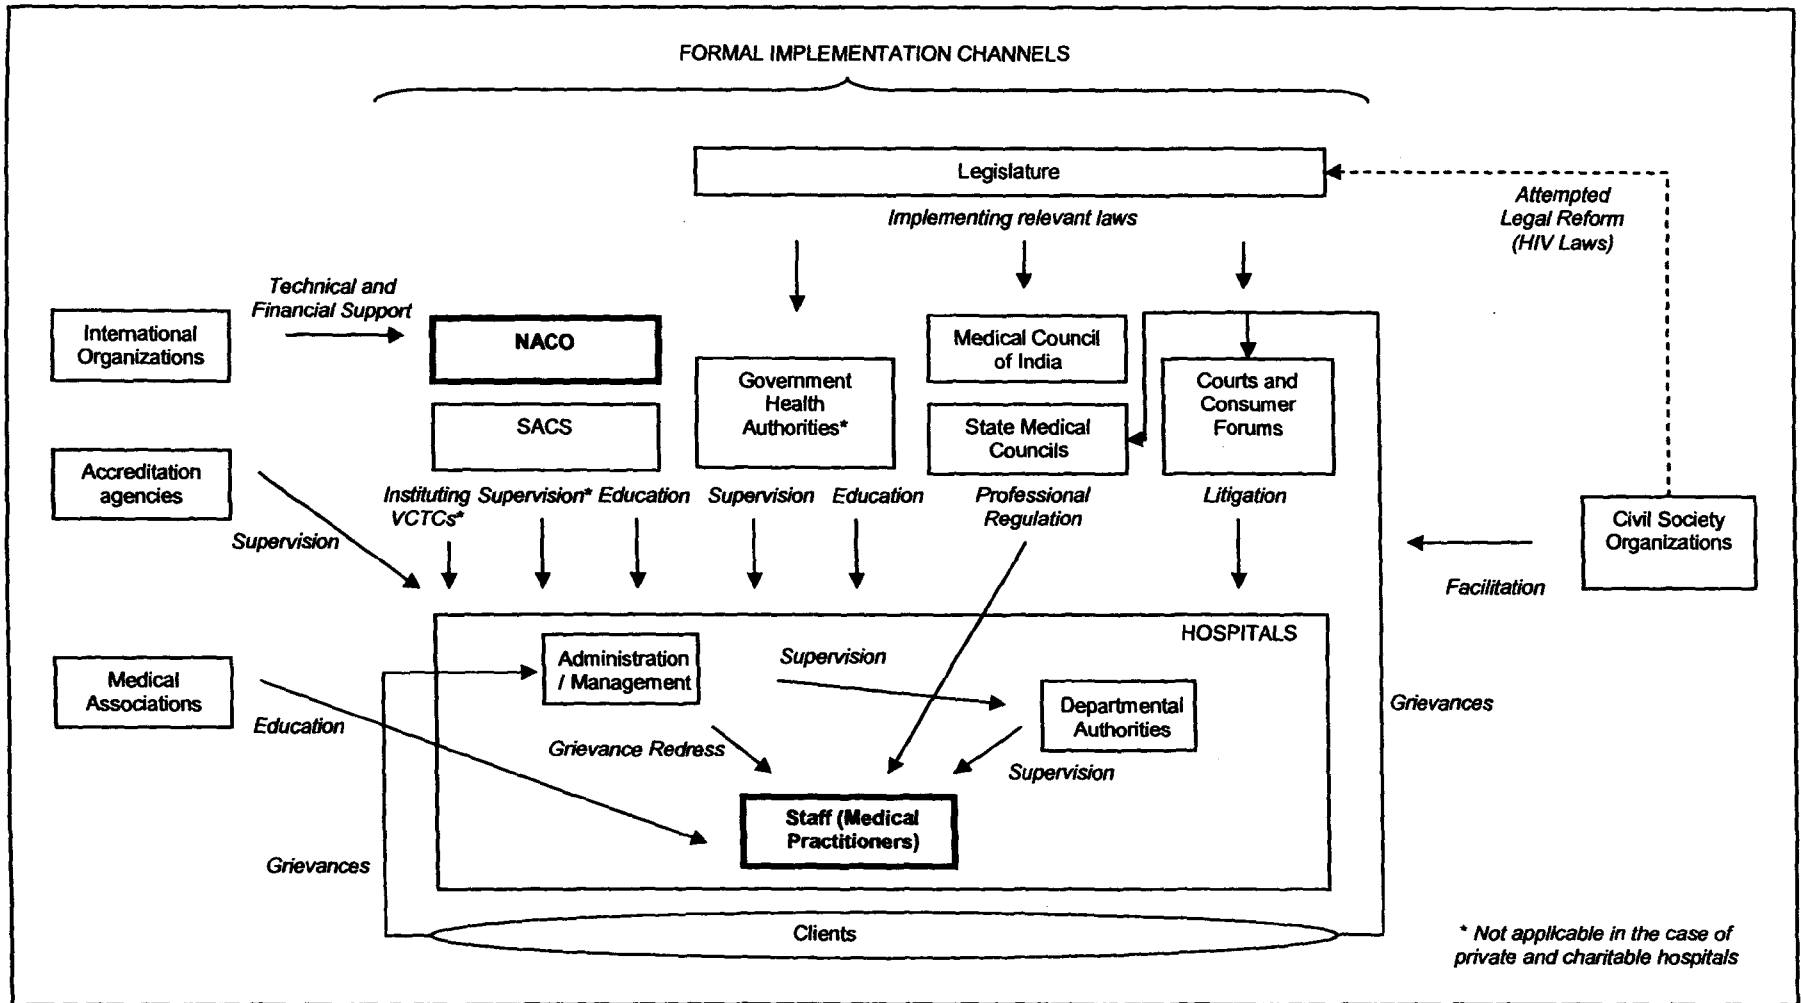 FORMAL IMPLEMENTATION CHANNELS
Legislature
Implementing relevant laws
Attempted
Legal Reform
(HIV Laws)
Technical and
Financial Support
International
Organizations
NACO
SACS
Government
Health
Authorities*
Medical Council
of India
State Medical
Councils
Courts and
Consumer
Forums
Accreditation
agencies
Supervision
Instituting
VCTCs*
Supervision*
Education
Supervision
Education
Professional
Regulation
Litigation
Civil Society
Organizations
Facilitation
HOSPITALS
Medical
Associations
Education
Administration
/ Management
Supervision
Departmental
Authorities
Grievance Redress
Supervision
Grievances
Staff (Medical
Practitioners)
Grievances
Clients
* Not applicable in the case of
private and charitable hospitals